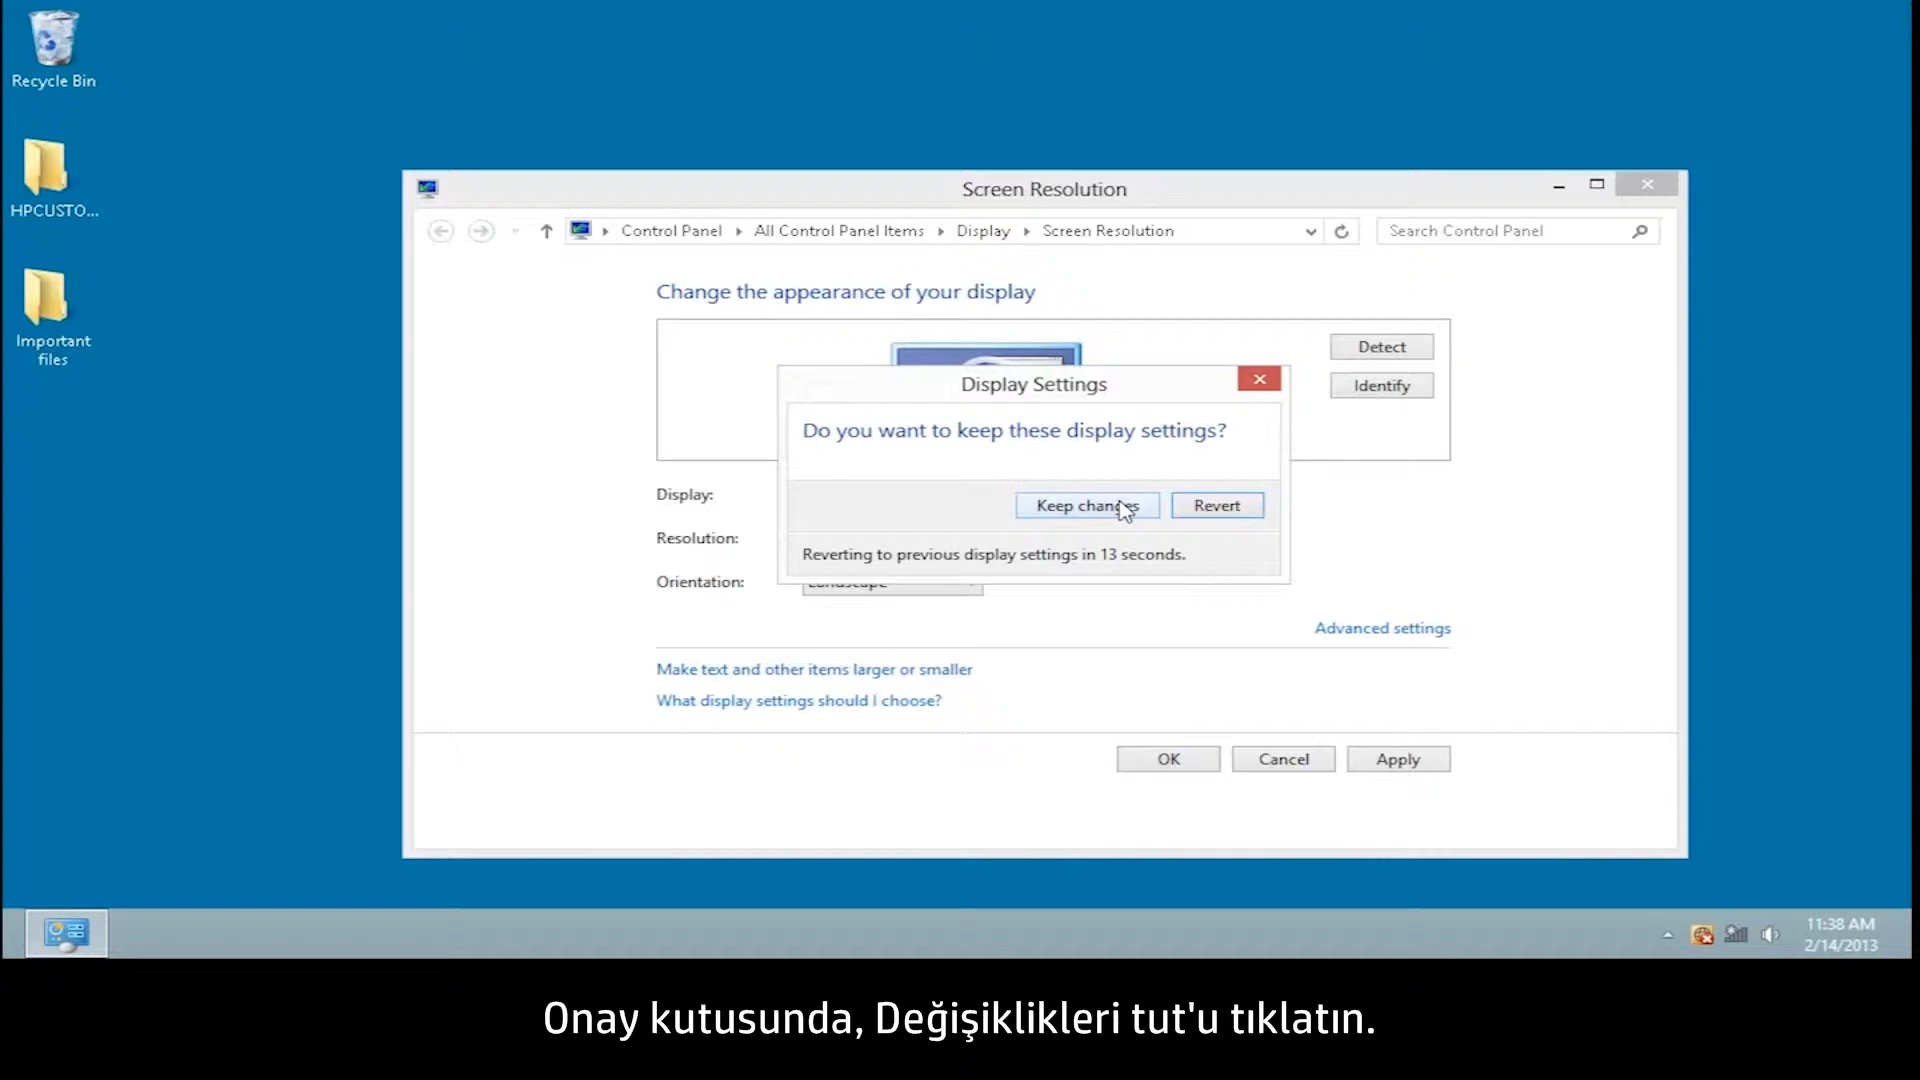 Recycle Bin
HPCUSTO...
Important
files
Screen Resolution
Control Panel
All Control Panel Items
Display
Screen Resolution
Search Control Panel
Change the appearance of your display
Detect
Identify
Display Settings
Do you want to keep these display settings?
Keep changes
Revert
Reverting to previous display settings in 13 seconds.
Display:
Resolution:
Orientation:
Landscape
Advanced settings
Make text and other items larger or smaller
What display settings should I choose?
OK
Cancel
Apply
11:38 AM
2/14/2013
Onay kutusunda, Değişiklikleri tut'u tıklatın.